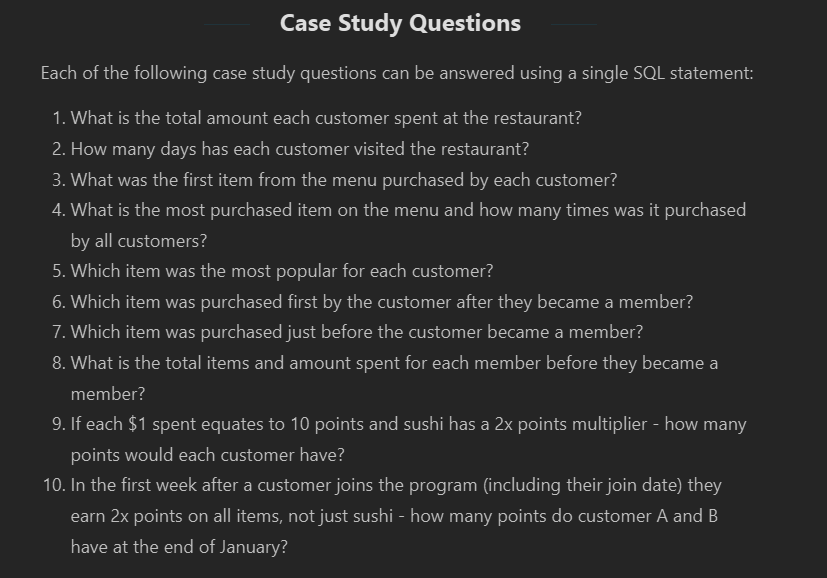 Case Study Questions
Each of the following case study questions can be answered using a single SQL statement:
1. What is the total amount each customer spent at the restaurant?
2. How many days has each customer visited the restaurant?
3. What was the first item from the menu purchased by each customer?
4. What is the most purchased item on the menu and how many times was it purchased
by all customers?
5. Which item was the most popular for each customer?
6. Which item was purchased first by the customer after they became a member?
7. Which item was purchased just before the customer became a member?
8. What is the total items and amount spent for each member before they became a
member?
9. If each $1 spent equates to 10 points and sushi has a 2x points multiplier - how many
points would each customer have?
10. In the first week after a customer joins the program (including their join date) they
earn 2x points on all items, not just sushi - how many points do customer A and B
have at the end of January?